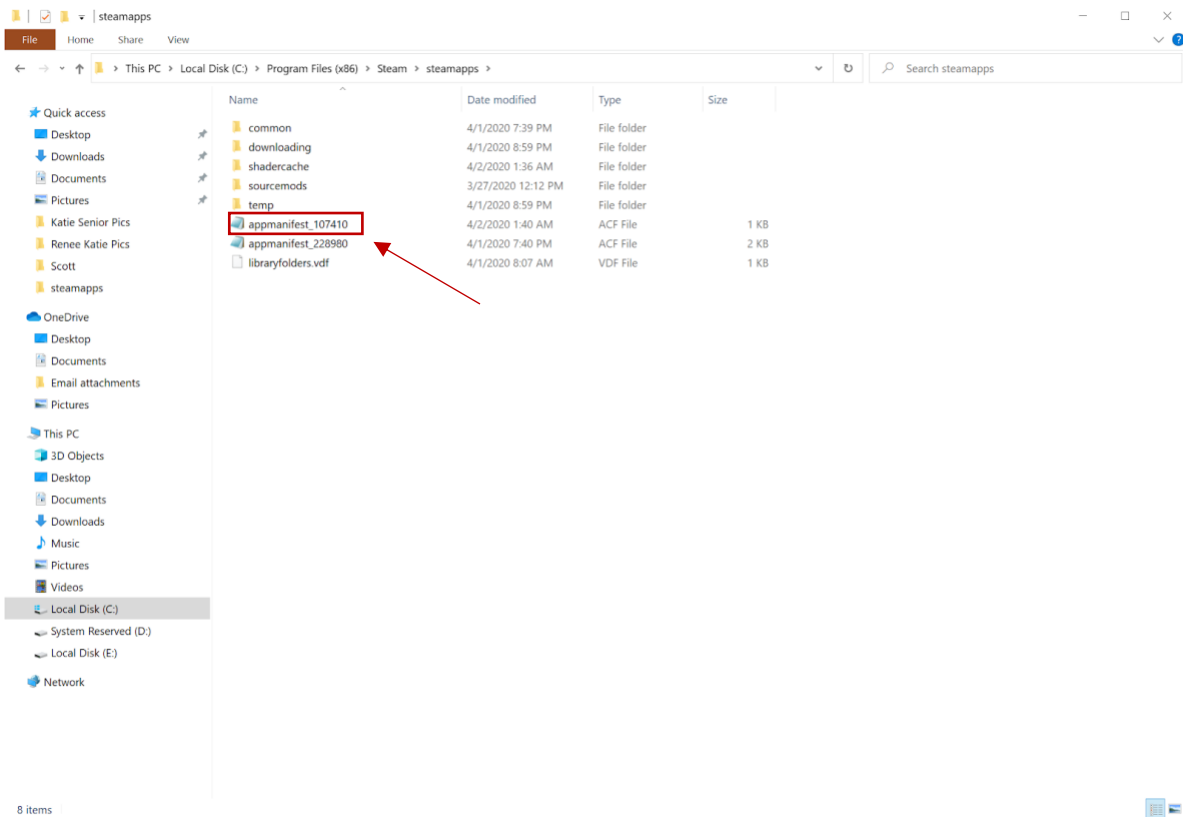 steamapps
File Home Share View
This PC Local Disk (C:) Program Files (x86) Steam steamapps
Search steamapps
Name Date modified Type Size
Quick access
Desktop
Downloads
Documents
Pictures
Katie Senior Pics
Renee Katie Pics
Scott
steamapps
OneDrive
Desktop
Documents
Email attachments
Pictures
This PC
3D Objects
Desktop
Documents
Downloads
Music
Pictures
Videos
Local Disk (C:)
System Reserved (D:)
Local Disk (E:)
Network
common 4/1/2020 7:39 PM File folder
downloading 4/1/2020 8:59 PM File folder
shadercache 4/2/2020 1:36 AM File folder
sourcemods 3/27/2020 12:12 PM File folder
temp 4/1/2020 8:59 PM File folder
appmanifest_107410 4/2/2020 1:40 AM ACF File 1 KB
appmanifest_228980 4/1/2020 7:40 PM ACF File 2 KB
libraryfolders.vdf 4/1/2020 8:07 AM VDF File 1 KB
8 items